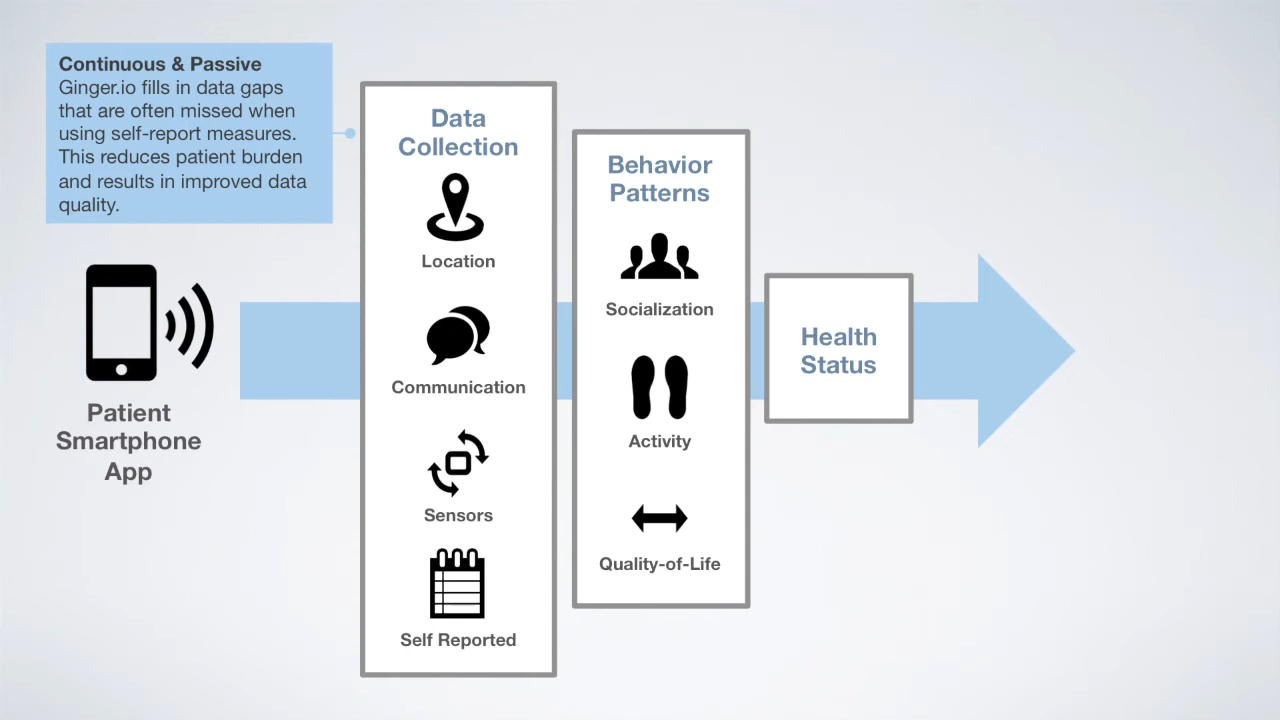 Continuous & Passive
Ginger.io fills in data gaps
that are often missed when
using self-report measures.
This reduces patient burden
and results in improved data
quality.
Patient
Smartphone
App
Data
Collection
Location
Communication
Sensors
Self Reported
Behavior
Patterns
Socialization
Activity
Quality-of-Life
Health
Status